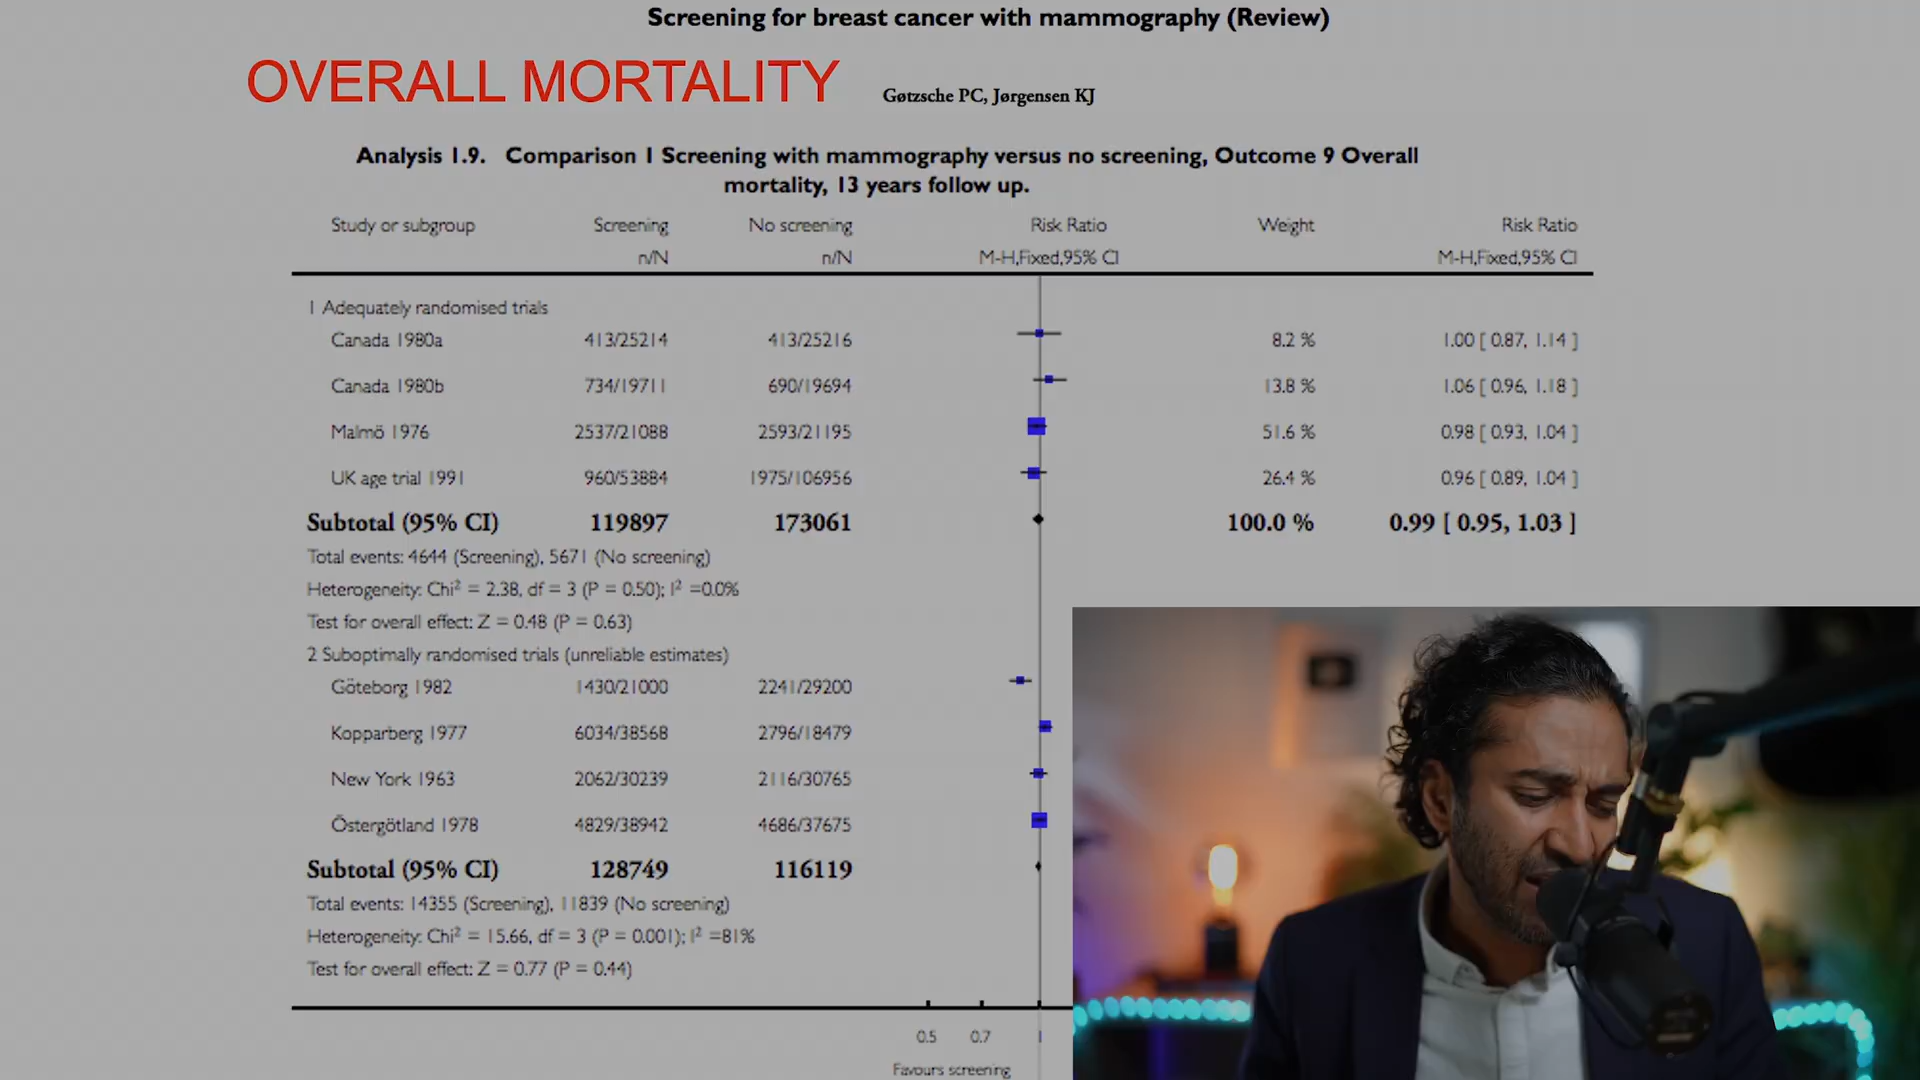 Screening for breast cancer with mammography (Review)
OVERALL MORTALITY
Gøtzsche PC, Jørgensen KJ
Analysis 1.9. Comparison 1 Screening with mammography versus no screening, Outcome 9 Overall
mortality, 13 years follow up.
Study or subgroup Screening No screening Risk Ratio Weight Risk Ratio
n/N n/N M-H,Fixed,95% CI M-H,Fixed,95% CI
1 Adequately randomised trials
Canada 1980a 413/25214 413/25216 8.2 % 1.00 [ 0.87, 1.14 ]
Canada 1980b 734/19711 690/19694 13.8 % 1.06 [ 0.96, 1.18 ]
Malmö 1976 2537/21088 2593/21195 51.6 % 0.98 [ 0.93, 1.04 ]
UK age trial 1991 960/53884 1975/106956 26.4 % 0.96 [ 0.89, 1.04 ]
Subtotal (95% CI) 119897 173061 100.0 % 0.99 [ 0.95, 1.03 ]
Total events: 4644 (Screening), 5671 (No screening)
Heterogeneity: Chi² = 2.38, df = 3 (P = 0.50); I² =0.0%
Test for overall effect: Z = 0.48 (P = 0.63)
2 Suboptimally randomised trials (unreliable estimates)
Göteborg 1982 1430/21000 2241/29200
Kopparberg 1977 6034/38568 2796/18479
New York 1963 2062/30239 2116/30765
Östergötland 1978 4829/38942 4686/37675
Subtotal (95% CI) 128749 116119
Total events: 14355 (Screening), 11839 (No screening)
Heterogeneity: Chi² = 15.66, df = 3 (P = 0.001); I² =81%
Test for overall effect: Z = 0.77 (P = 0.44)
0.5 0.7 1
Favours screening